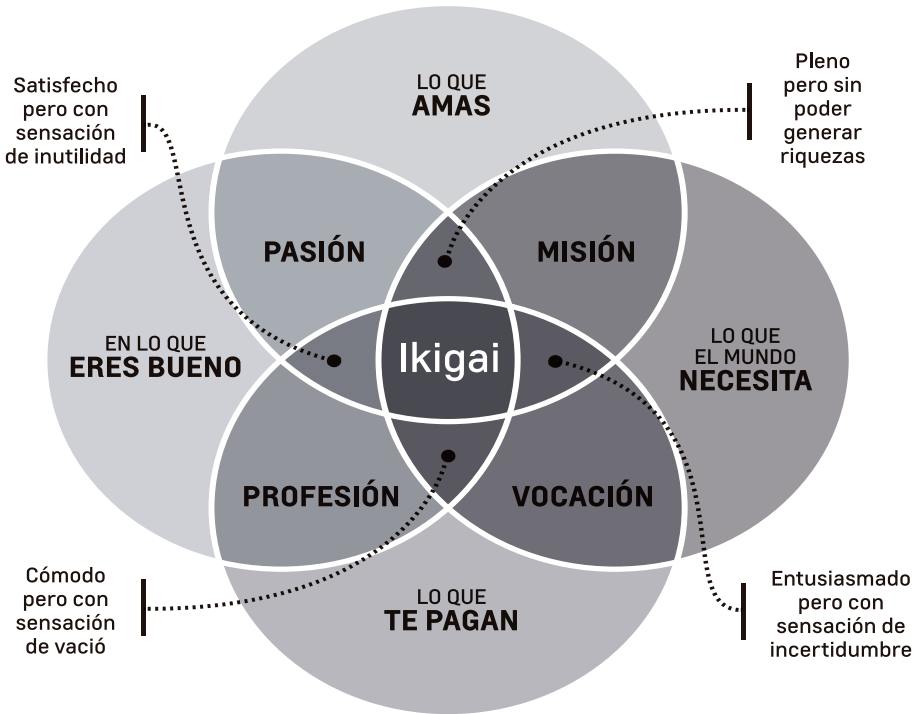 LO QUE
AMAS
Satisfecho
pero con
sensación
de inutilidad
Pleno
pero sin
poder
generar
riquezas
PASIÓN
MISIÓN
EN LO QUE
ERES BUENO
Ikigai
LO QUE
EL MUNDO
NECESITA
PROFESIÓN
VOCACIÓN
Cómodo
pero con
sensación
de vació
LO QUE
TE PAGAN
Entusiasmado
pero con
sensación de
incertidumbre